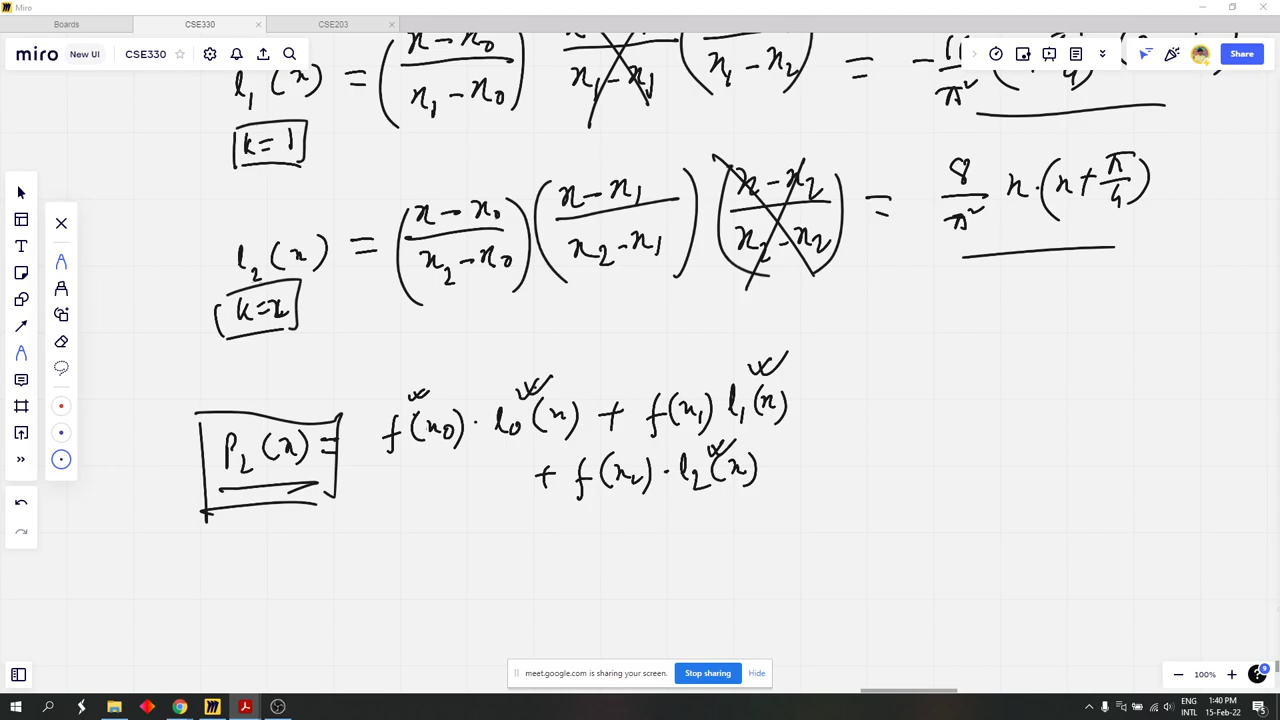 Miro
Boards
CSE330
CSE203
miro New UI CSE330
Share
l₁(x) = (x-x₀ / x₁-x₀) (x₁-x₁) (x₁-x₂) = -
k=1
l₂(x) = (x-x₀ / x₂-x₀) (x-x₁ / x₂-x₁) (x-x₂ / x₂-x₂) = 8/π² x·(x+π/4)
k=2
P₂(x) = f(x₀)·l₀(x) + f(x₁) l₁(x)
+ f(x₂)·l₂(x)
meet.google.com is sharing your screen. Stop sharing Hide
100%
9
ENG 1:40 PM
INTL 15-Feb-22
5